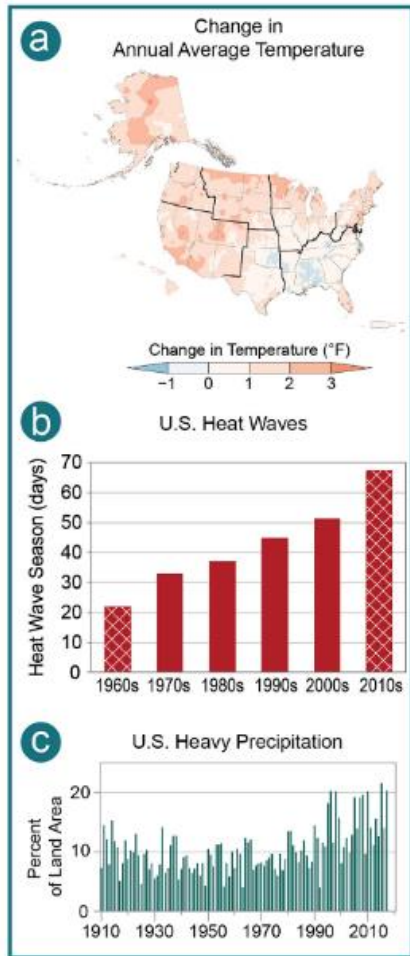 a
Change in
Annual Average Temperature
Change in Temperature (°F)
−1 0 1 2 3
b
U.S. Heat Waves
Heat Wave Season (days)
70
60
50
40
30
20
10
0
1960s 1970s 1980s 1990s 2000s 2010s
c
U.S. Heavy Precipitation
Percent
of Land Area
20
10
0
1910 1930 1950 1970 1990 2010